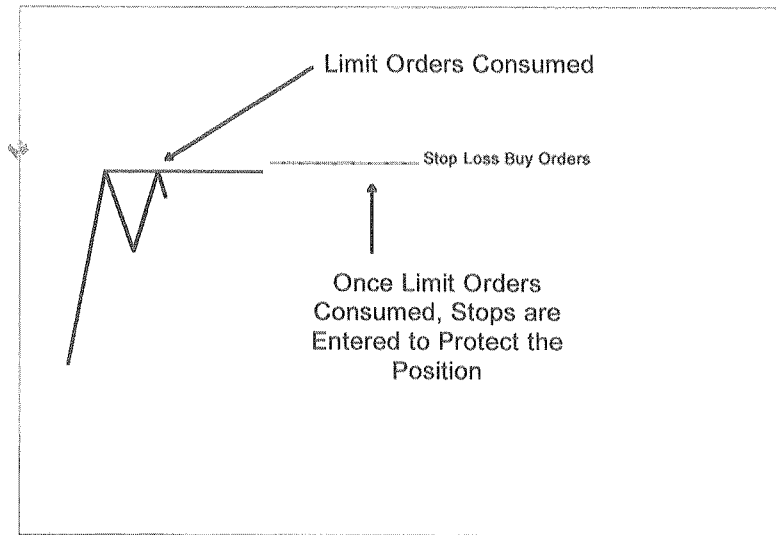 Limit Orders Consumed
Stop Loss Buy Orders
Once Limit Orders
Consumed, Stops are
Entered to Protect the
Position